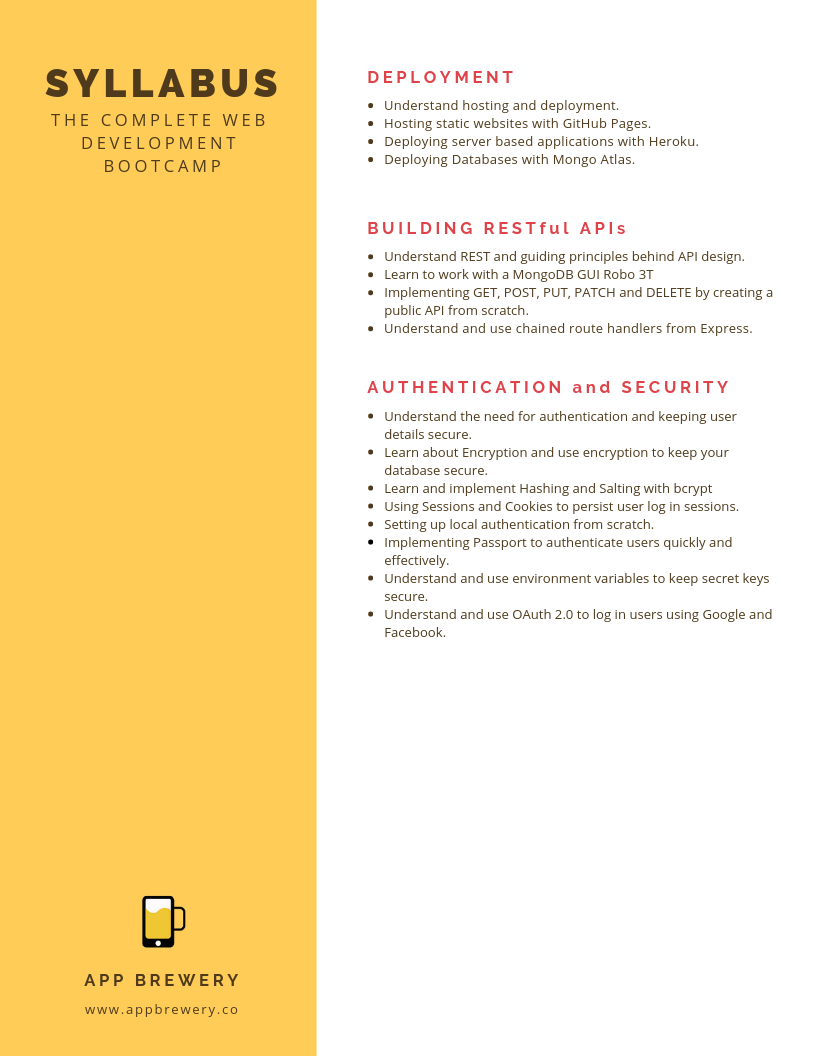 SYLLABUS
THE COMPLETE WEB
DEVELOPMENT
BOOTCAMP
DEPLOYMENT
Understand hosting and deployment.
Hosting static websites with GitHub Pages.
Deploying server based applications with Heroku.
Deploying Databases with Mongo Atlas.
BUILDING RESTful APIs
Understand REST and guiding principles behind API design.
Learn to work with a MongoDB GUI Robo 3T
Implementing GET, POST, PUT, PATCH and DELETE by creating a
public API from scratch.
Understand and use chained route handlers from Express.
AUTHENTICATION and SECURITY
Understand the need for authentication and keeping user
details secure.
Learn about Encryption and use encryption to keep your
database secure.
Learn and implement Hashing and Salting with bcrypt
Using Sessions and Cookies to persist user log in sessions.
Setting up local authentication from scratch.
Implementing Passport to authenticate users quickly and
effectively.
Understand and use environment variables to keep secret keys
secure.
Understand and use OAuth 2.0 to log in users using Google and
Facebook.
APP BREWERY
www.appbrewery.co